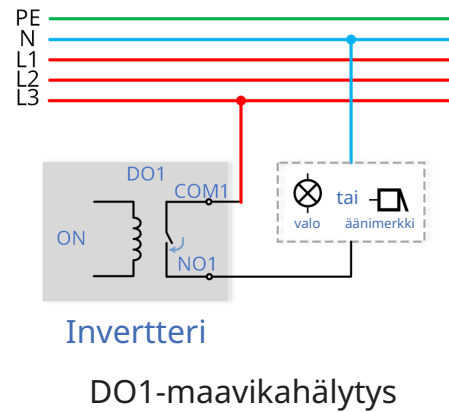 PE
N
L1
L2
L3
DO1
COM1
ON
NO1
tai
valo
äänimerkki
Invertteri
DO1-maavikahälytys